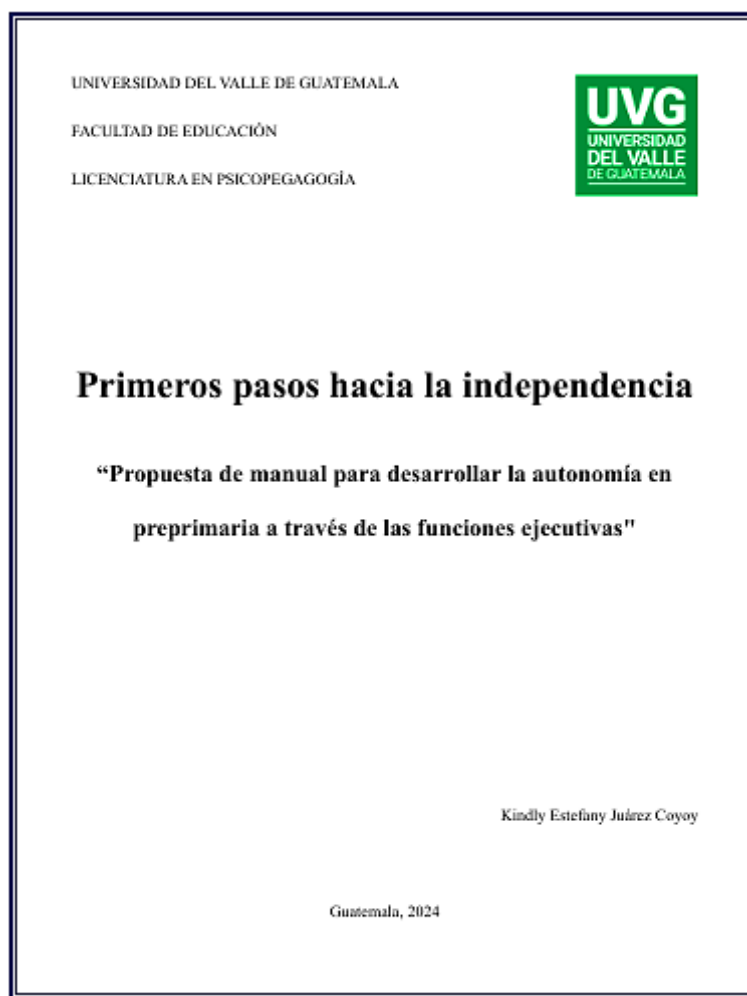 UNIVERSIDAD DEL VALLE DE GUATEMALA
FACULTAD DE EDUCACIÓN
LICENCIATURA EN PSICOPEGAGOGÍA
UVG
UNIVERSIDAD
DEL VALLE
DE GUATEMALA
Primeros pasos hacia la independencia
“Propuesta de manual para desarrollar la autonomía en
preprimaria a través de las funciones ejecutivas"
Kindly Estefany Juárez Coyoy
Guatemala, 2024